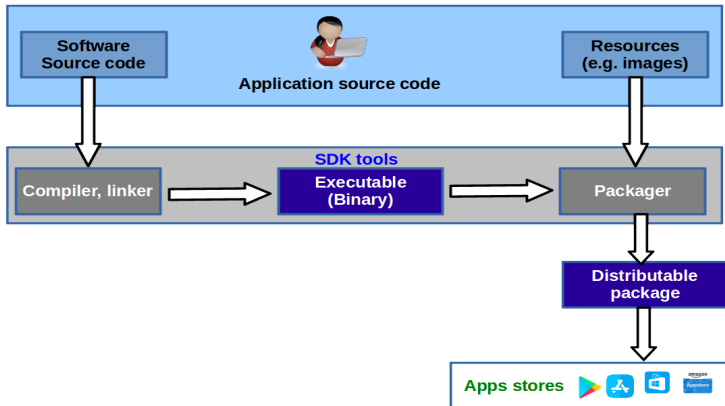 Software
Source code
Application source code
Resources
(e.g. images)
SDK tools
Compiler, linker
Executable
(Binary)
Packager
Distributable
package
Apps stores
amazon
Appstore